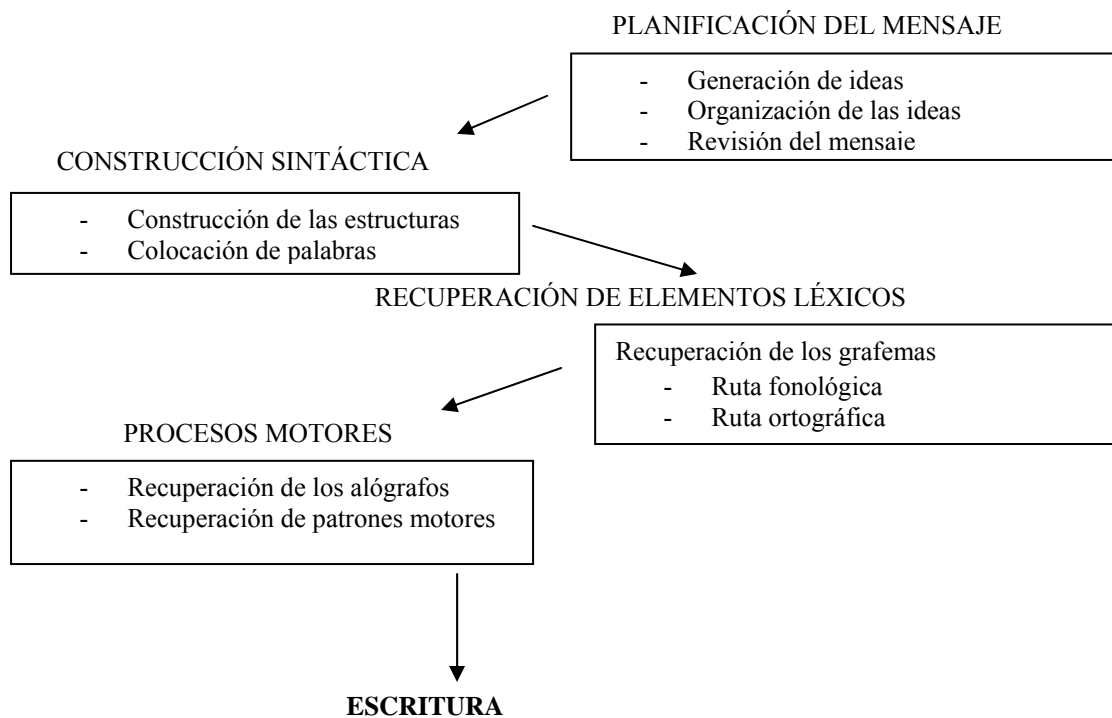 PLANIFICACIÓN DEL MENSAJE
- Generación de ideas
- Organización de las ideas
- Revisión del mensaje
CONSTRUCCIÓN SINTÁCTICA
- Construcción de las estructuras
- Colocación de palabras
RECUPERACIÓN DE ELEMENTOS LÉXICOS
Recuperación de los grafemas
- Ruta fonológica
- Ruta ortográfica
PROCESOS MOTORES
- Recuperación de los alógrafos
- Recuperación de patrones motores
ESCRITURA